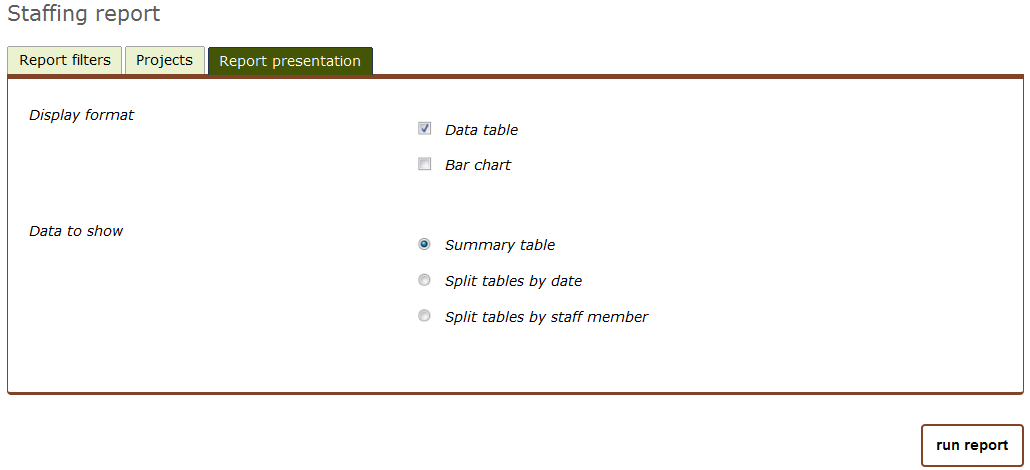 Staffing report
Report filters Projects Report presentation
Display format
Data table
Bar chart
Data to show
Summary table
Split tables by date
Split tables by staff member
run report